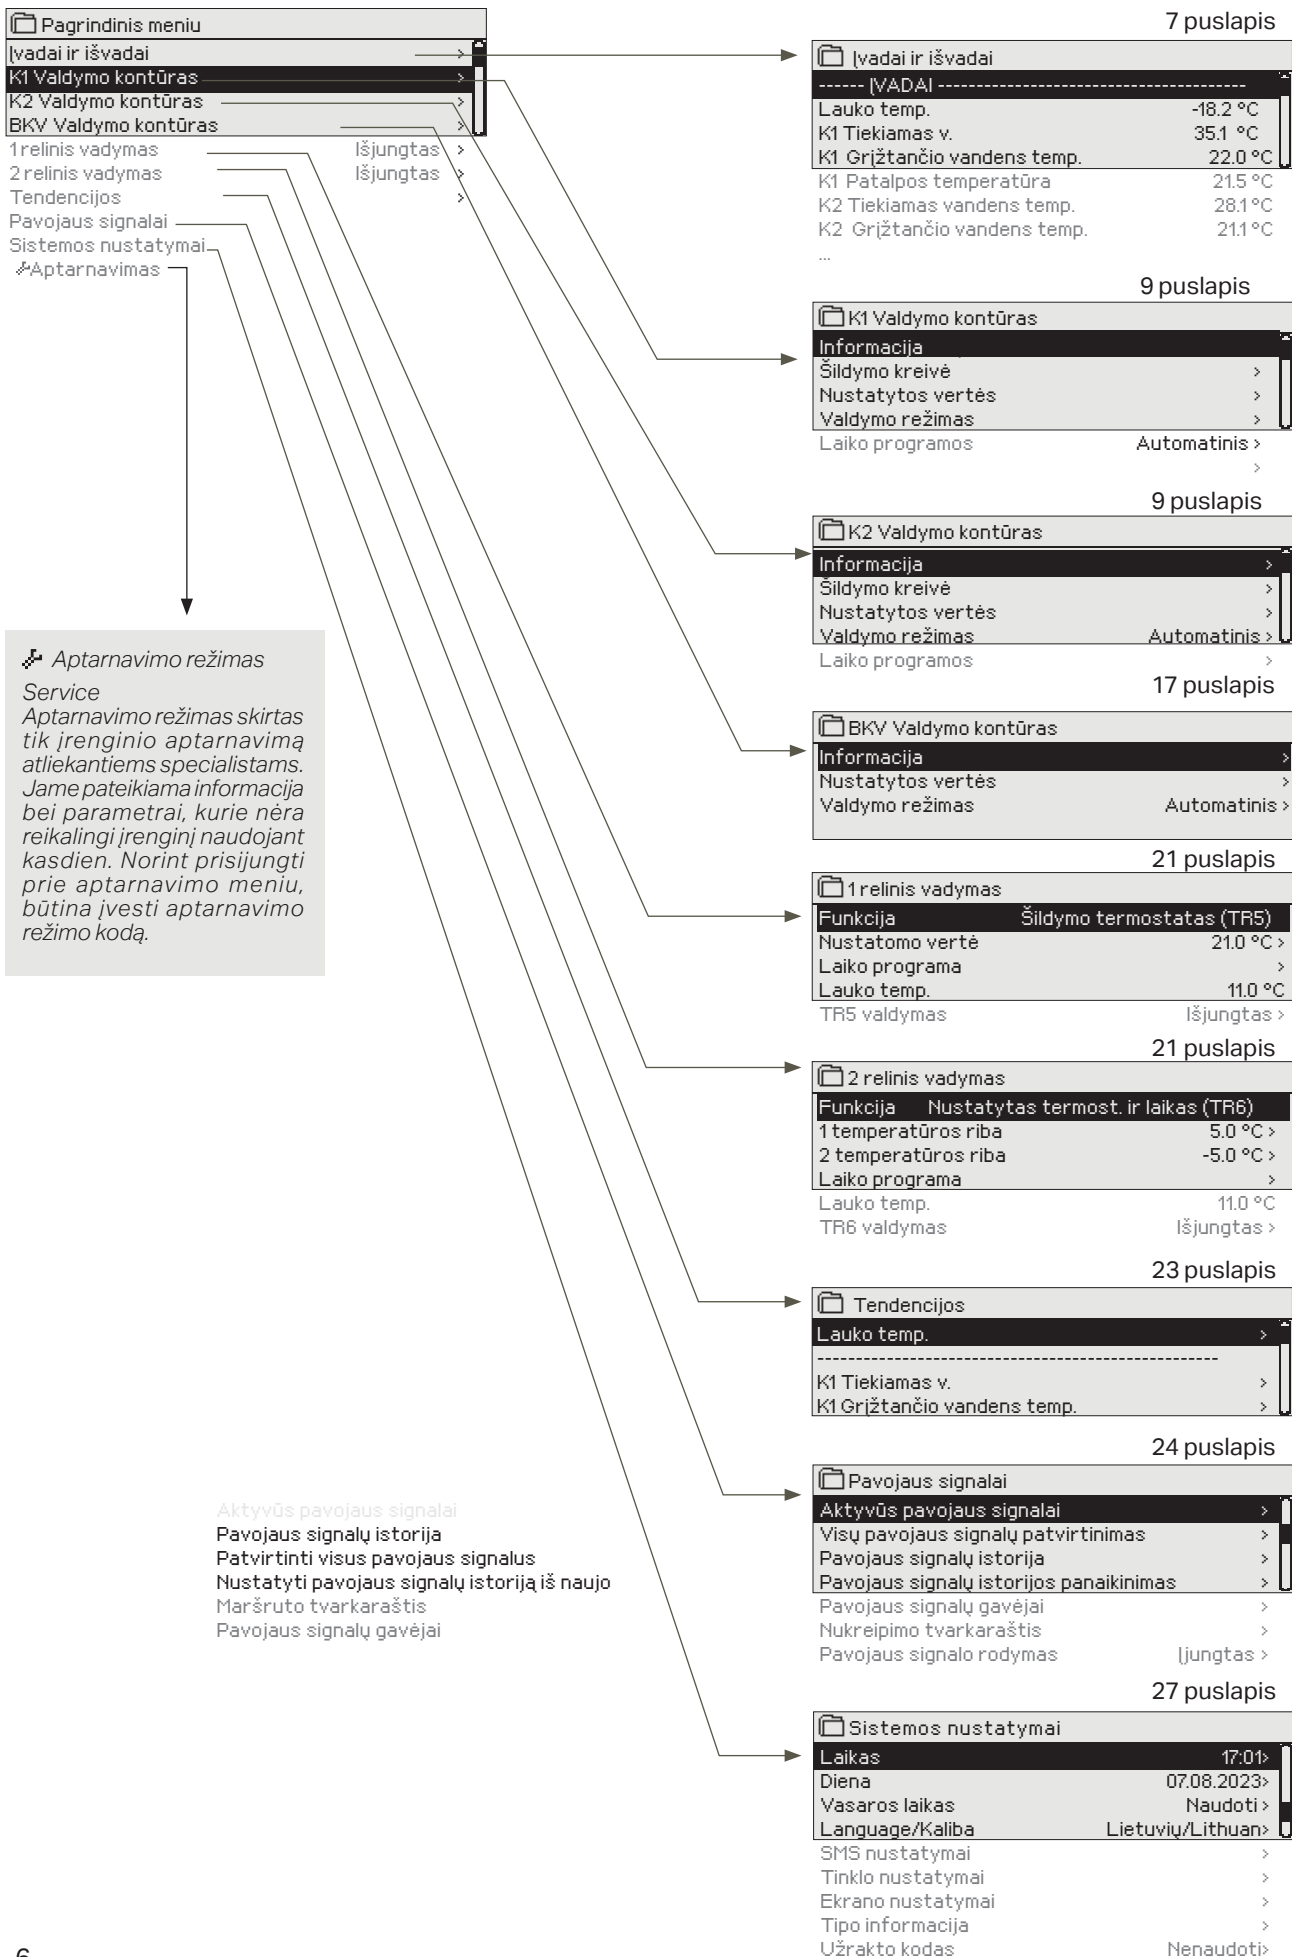 Pagrindinis meniu
Įvadai ir išvadai >
K1 Valdymo kontūras >
K2 Valdymo kontūras >
BKV Valdymo kontūras >
1 relinis vadymas Išjungtas >
2 relinis vadymas Išjungtas >
Tendencijos >
Pavojaus signalai
Sistemos nustatymai
Aptarnavimas
Aptarnavimo režimas
Service
Aptarnavimo režimas skirtas
tik įrenginio aptarnavimą
atliekantiems specialistams.
Jame pateikiama informacija
bei parametrai, kurie nėra
reikalingi įrenginį naudojant
kasdien. Norint prisijungti
prie aptarnavimo meniu,
būtina įvesti aptarnavimo
režimo kodą.
Aktyvūs pavojaus signalai
Pavojaus signalų istorija
Patvirtinti visus pavojaus signalus
Nustatyti pavojaus signalų istoriją iš naujo
Maršruto tvarkaraštis
Pavojaus signalų gavėjai
7 puslapis
Įvadai ir išvadai
------ ĮVADAI ----------------------------------------
Lauko temp. -18.2 °C
K1 Tiekiamas v. 35.1 °C
K1 Grįžtančio vandens temp. 22.0 °C
K1 Patalpos temperatūra 21.5 °C
K2 Tiekiamas vandens temp. 28.1 °C
K2 Grįžtančio vandens temp. 21.1 °C
...
9 puslapis
K1 Valdymo kontūras
Informacija
Šildymo kreivė >
Nustatytos vertės >
Valdymo režimas >
Laiko programos Automatinis >
>
9 puslapis
K2 Valdymo kontūras
Informacija >
Šildymo kreivė >
Nustatytos vertės >
Valdymo režimas Automatinis >
Laiko programos >
17 puslapis
BKV Valdymo kontūras
Informacija >
Nustatytos vertės >
Valdymo režimas Automatinis >
21 puslapis
1 relinis vadymas
Funkcija Šildymo termostatas (TR5)
Nustatomo vertė 21.0 °C >
Laiko programa >
Lauko temp. 11.0 °C
TR5 valdymas Išjungtas >
21 puslapis
2 relinis vadymas
Funkcija Nustatytas termost. ir laikas (TR6)
1 temperatūros riba 5.0 °C >
2 temperatūros riba -5.0 °C >
Laiko programa >
Lauko temp. 11.0 °C
TR6 valdymas Išjungtas >
23 puslapis
Tendencijos
Lauko temp. >
----------------------------------------------------
K1 Tiekiamas v. >
K1 Grįžtančio vandens temp. >
24 puslapis
Pavojaus signalai
Aktyvūs pavojaus signalai >
Visų pavojaus signalų patvirtinimas >
Pavojaus signalų istorija >
Pavojaus signalų istorijos panaikinimas >
Pavojaus signalų gavėjai >
Nukreipimo tvarkaraštis >
Pavojaus signalo rodymas Įjungtas >
27 puslapis
Sistemos nustatymai
Laikas 17:01>
Diena 07.08.2023>
Vasaros laikas Naudoti >
Language/Kaliba Lietuvių/Lithuan>
SMS nustatymai >
Tinklo nustatymai >
Ekrano nustatymai >
Tipo informacija >
Užrakto kodas Nenaudoti>
6